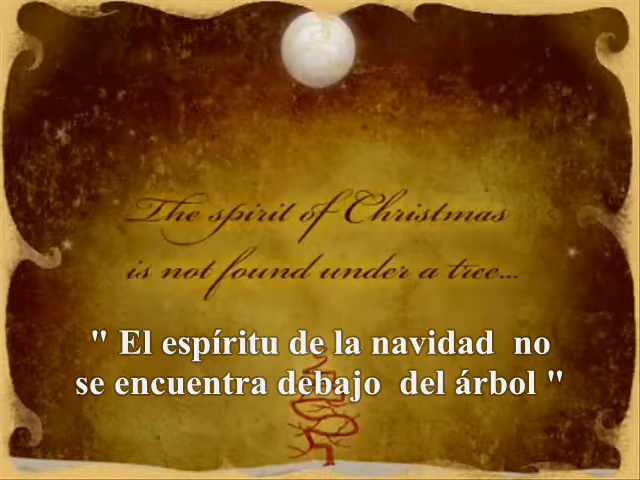 The spirit of Christmas
is not found under a tree...
" El espíritu de la navidad  no
se encuentra debajo  del árbol "